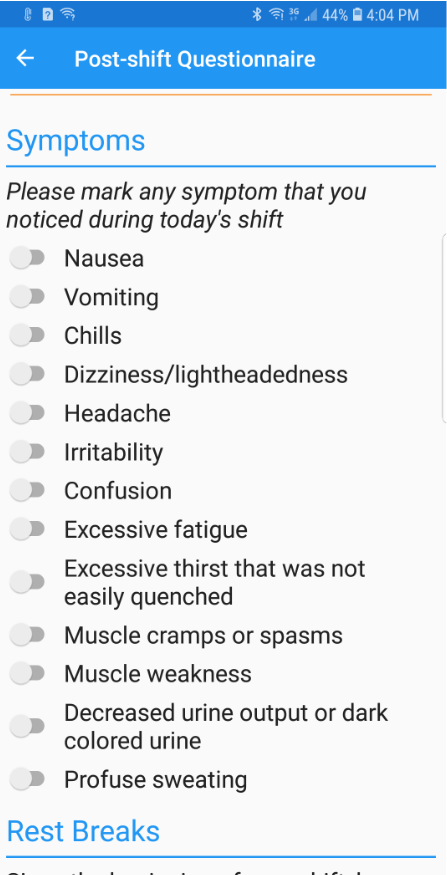 3G 44% 4:04 PM
Post-shift Questionnaire
Symptoms
Please mark any symptom that you
noticed during today's shift
Nausea
Vomiting
Chills
Dizziness/lightheadedness
Headache
Irritability
Confusion
Excessive fatigue
Excessive thirst that was not
easily quenched
Muscle cramps or spasms
Muscle weakness
Decreased urine output or dark
colored urine
Profuse sweating
Rest Breaks